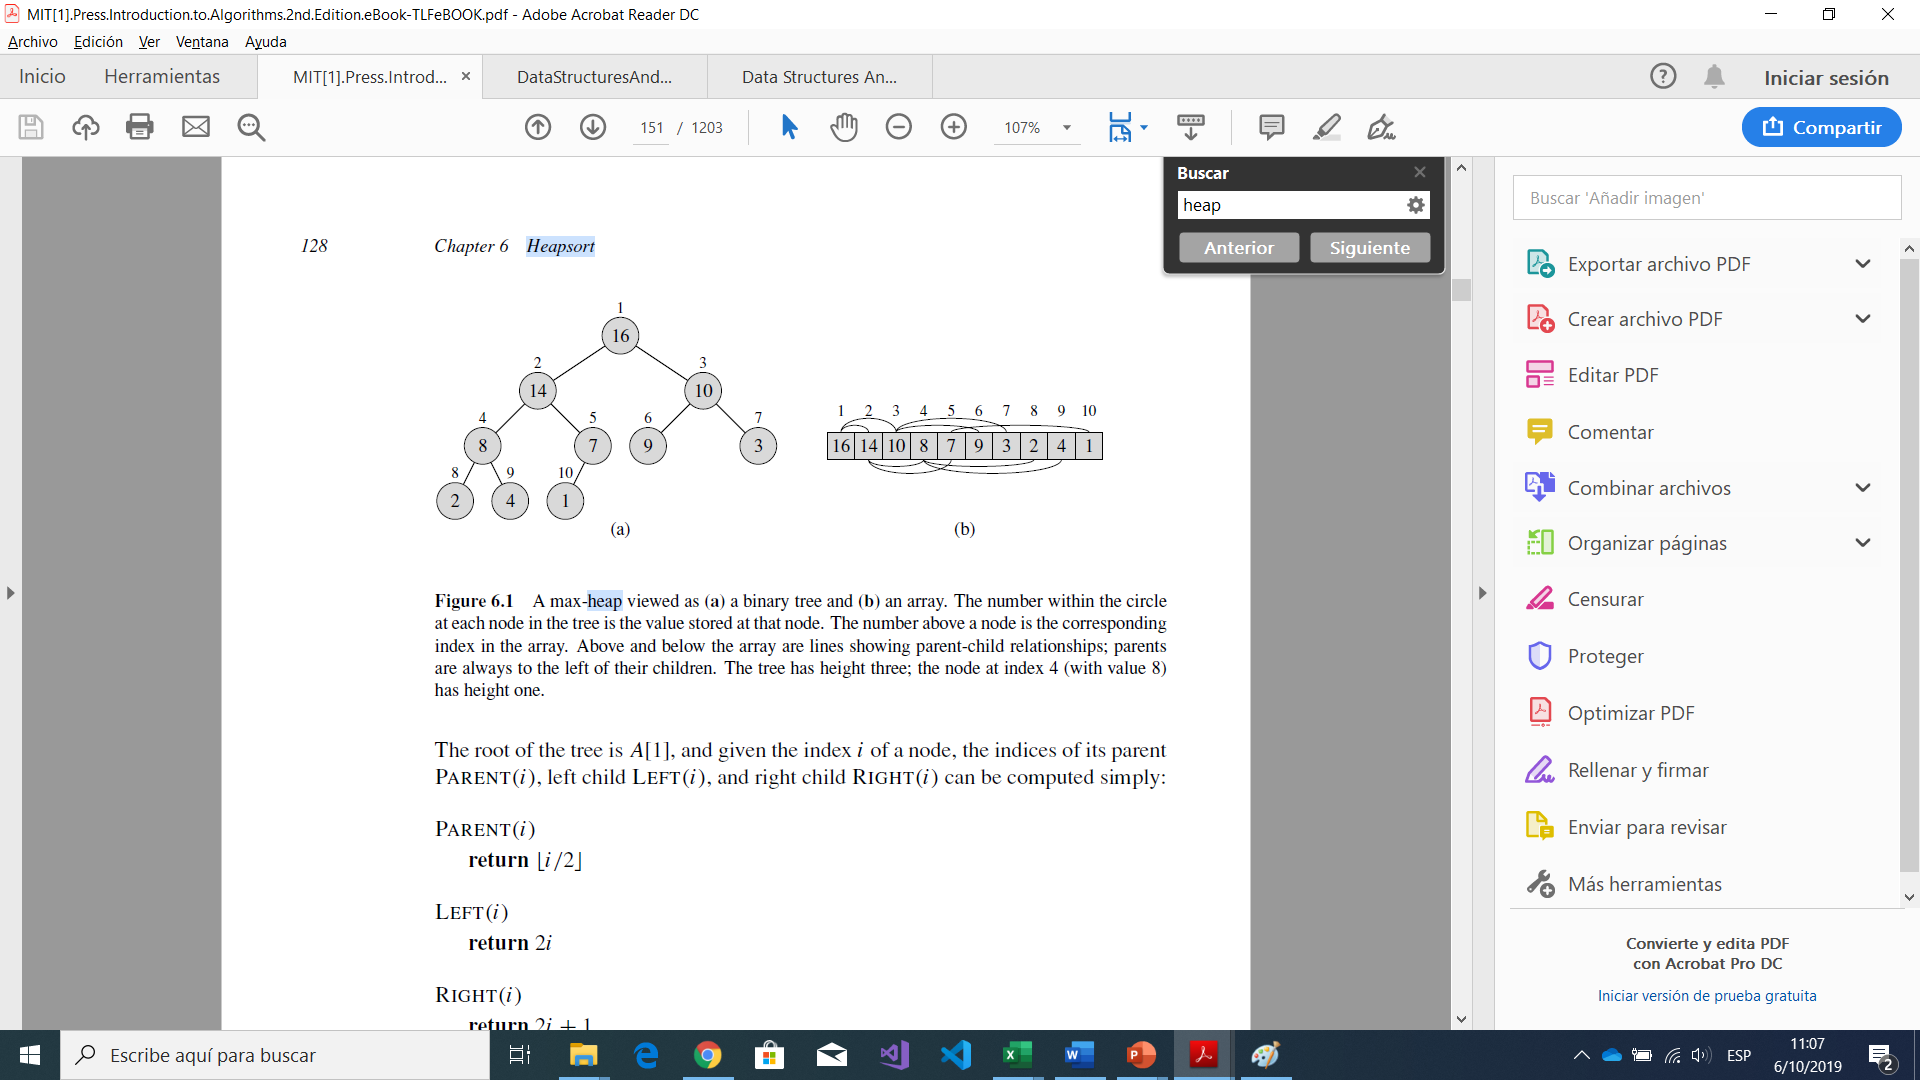 MIT[1].Press.Introduction.to.Algorithms.2nd.Edition.eBook-TLFeBOOK.pdf - Adobe Acrobat Reader DC
Archivo Edición Ver Ventana Ayuda
Inicio Herramientas MIT[1].Press.Introd... × DataStructuresAnd... Data Structures An... Iniciar sesión
151 / 1203 107% Compartir
Buscar
heap
Anterior Siguiente
128 Chapter 6 Heapsort
1
16
2 3
14 10
4 5 6 7
8 7 9 3
8 9 10
2 4 1
(a)
1 2 3 4 5 6 7 8 9 10
16 14 10 8 7 9 3 2 4 1
(b)
Figure 6.1 A max-heap viewed as (a) a binary tree and (b) an array. The number within the circle
at each node in the tree is the value stored at that node. The number above a node is the corresponding
index in the array. Above and below the array are lines showing parent-child relationships; parents
are always to the left of their children. The tree has height three; the node at index 4 (with value 8)
has height one.
The root of the tree is A[1], and given the index i of a node, the indices of its parent
PARENT(i), left child LEFT(i), and right child RIGHT(i) can be computed simply:
PARENT(i)
return ⌊i/2⌋
LEFT(i)
return 2i
RIGHT(i)
return 2i + 1
Buscar 'Añadir imagen'
Exportar archivo PDF
Crear archivo PDF
Editar PDF
Comentar
Combinar archivos
Organizar páginas
Censurar
Proteger
Optimizar PDF
Rellenar y firmar
Enviar para revisar
Más herramientas
Convierte y edita PDF
con Acrobat Pro DC
Iniciar versión de prueba gratuita
Escribe aquí para buscar
ESP
11:07
6/10/2019
2